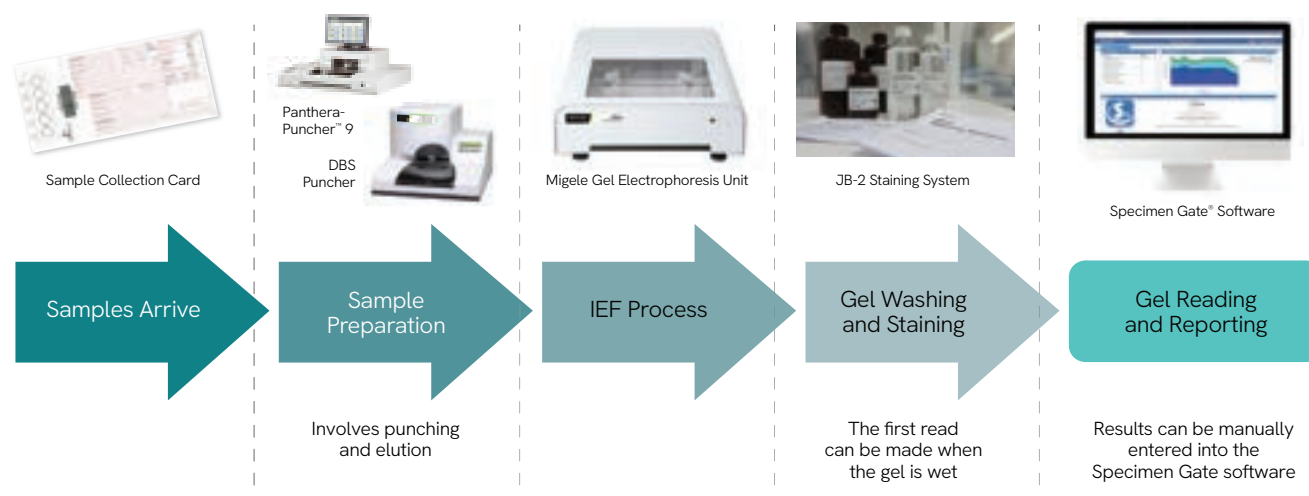 Sample Collection Card
Panthera-
Puncher™ 9
DBS
Puncher
Migele Gel Electrophoresis Unit
JB-2 Staining System
Specimen Gate® Software
Samples Arrive
Sample
Preparation
IEF Process
Gel Washing
and Staining
Gel Reading
and Reporting
Involves punching
and elution
The first read
can be made when
the gel is wet
Results can be manually
entered into the
Specimen Gate software